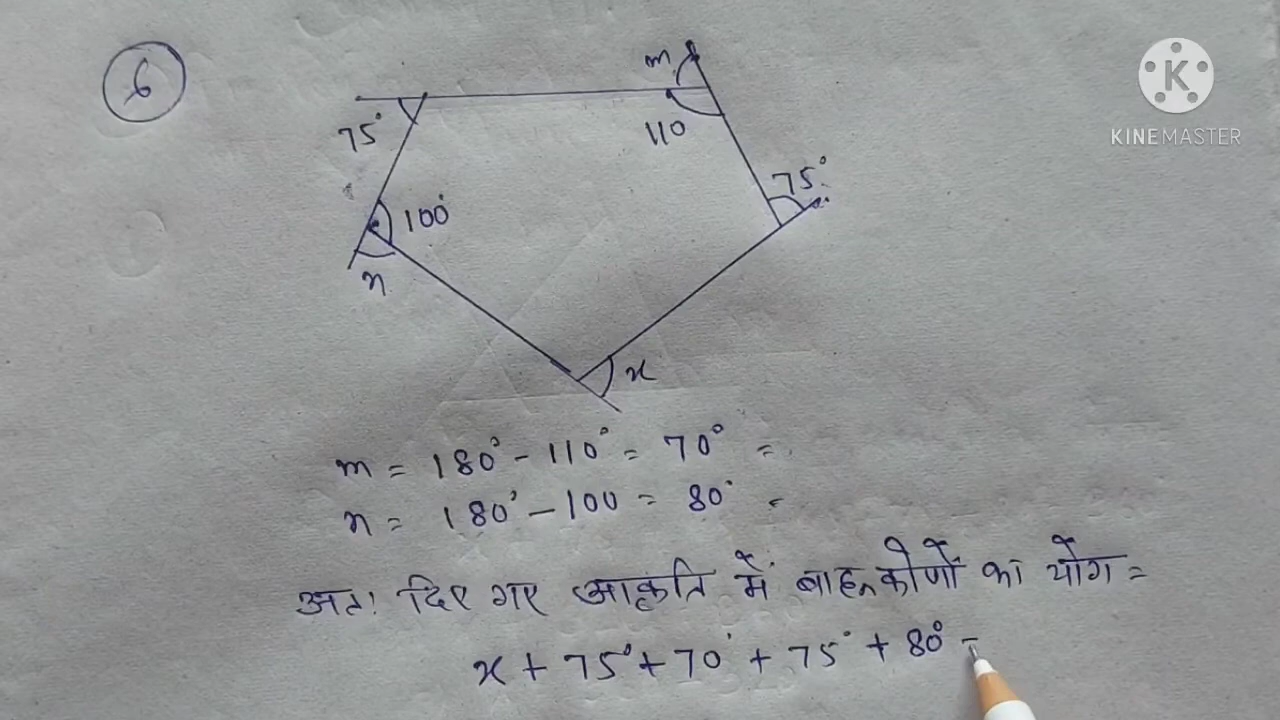 6
m
75°
110
75°
100°
n
x
m = 180° - 110° = 70° =
n = 180° - 100 = 80° =
अतः दिए गए आकृति में बाह्य कोणों का योग =
x + 75° + 70° + 75° + 80° =
K
KINEMASTER